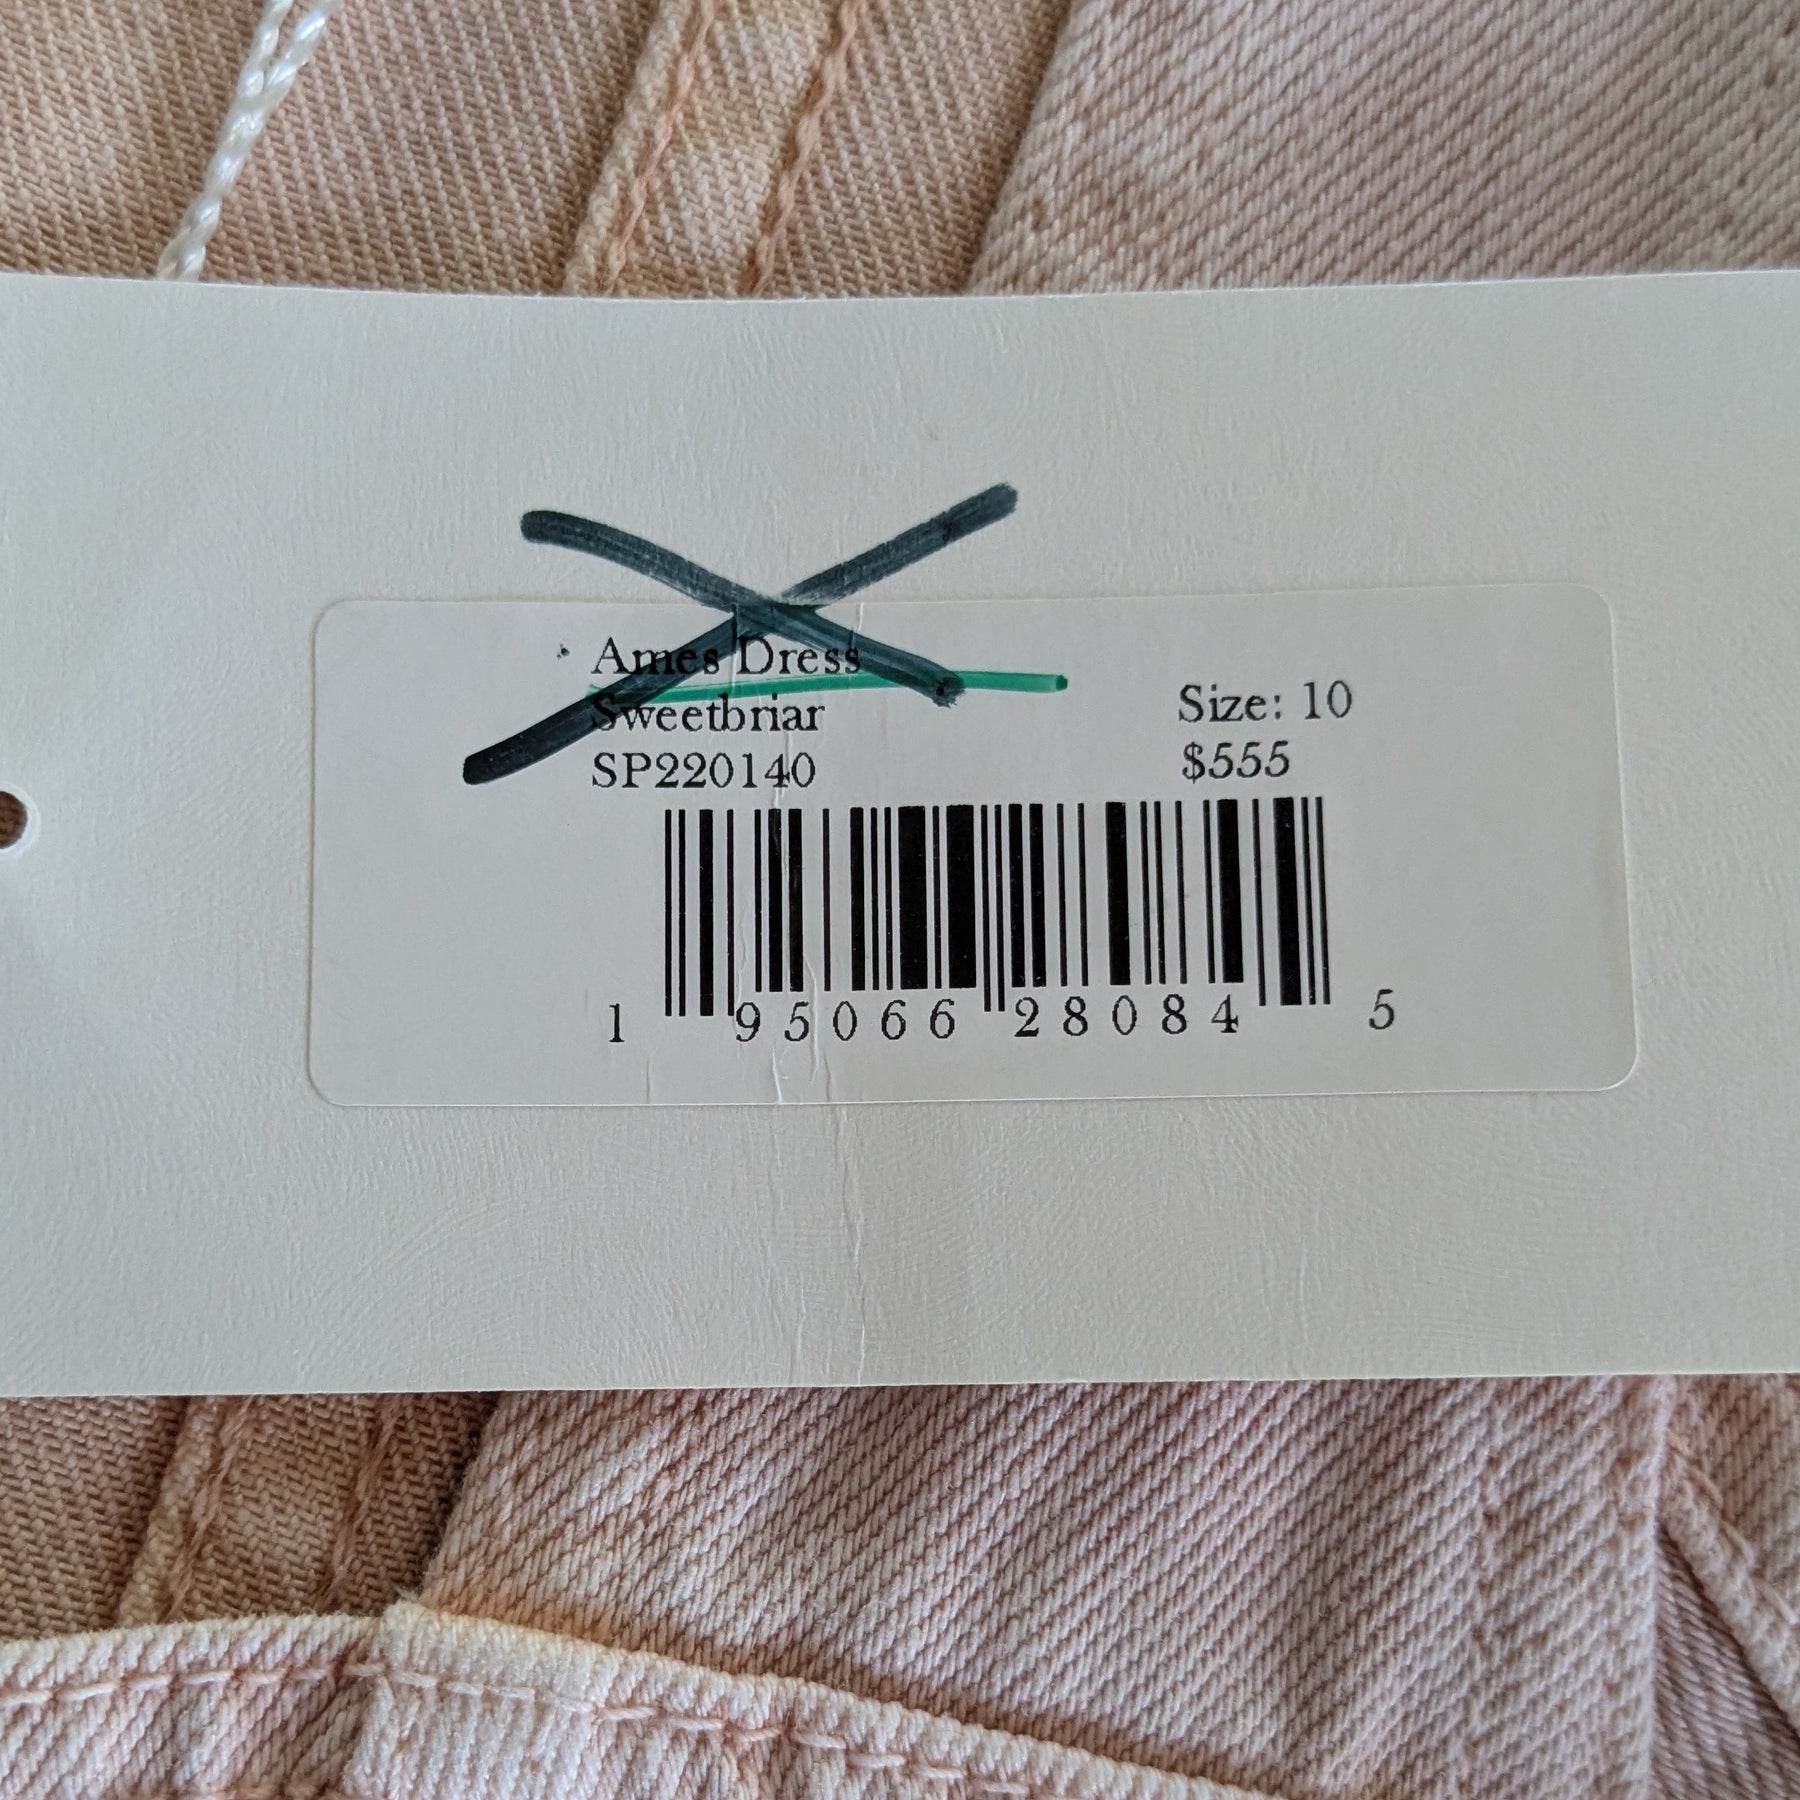 Ames Dress
Sweetbriar
SP220140
Size: 10
$555
1 95066 28084 5